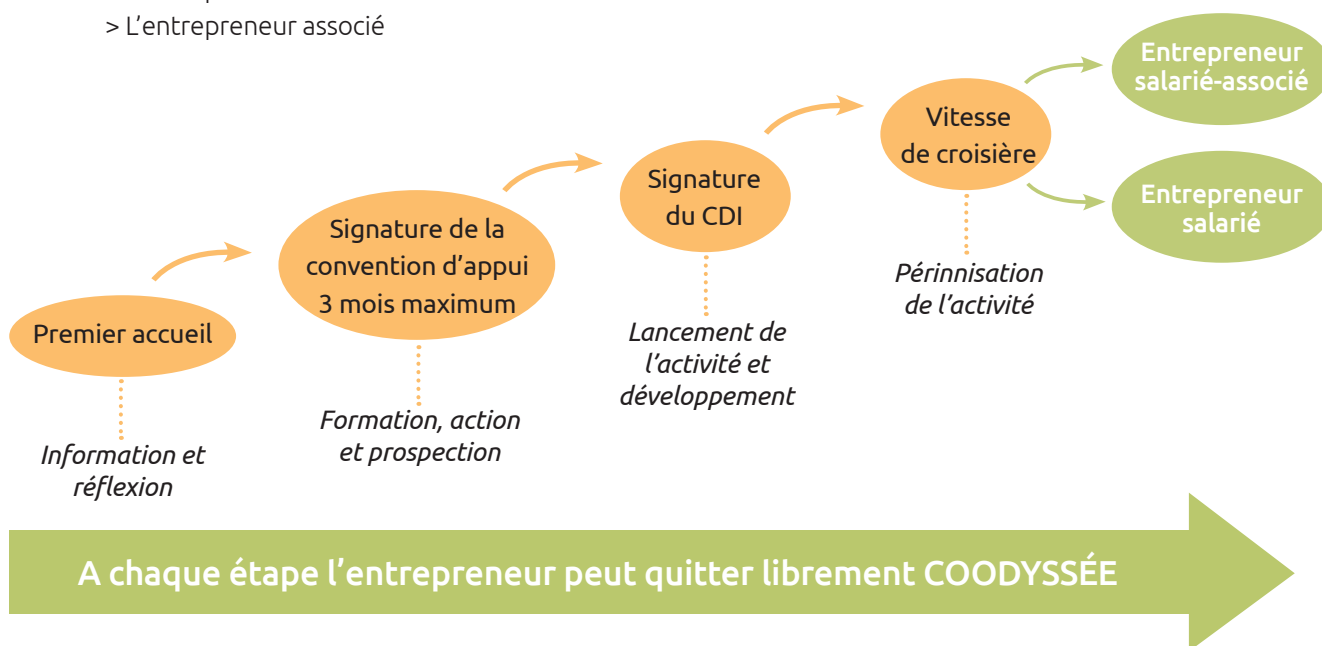 > L'entrepreneur associé
Entrepreneur
salarié-associé
Vitesse
de croisière
Signature
du CDI
Entrepreneur
salarié
Signature de la
convention d'appui
3 mois maximum
Périnnisation
de l'activité
Premier accueil
Lancement de
l'activité et
développement
Formation, action
et prospection
Information et
réflexion
A chaque étape l'entrepreneur peut quitter librement COODYSSÉE